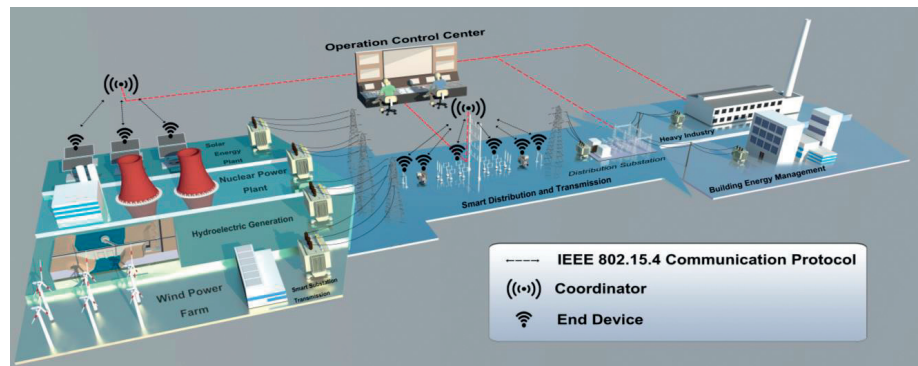 Operation Control Center
Solar
Energy
Plant
Nuclear Power
Plant
Hydroelectric Generation
Wind Power
Farm
Smart Substation
Transmission
Smart Distribution and Transmission
Distribution Substation
Heavy Industry
Building Energy Management
IEEE 802.15.4 Communication Protocol
Coordinator
End Device